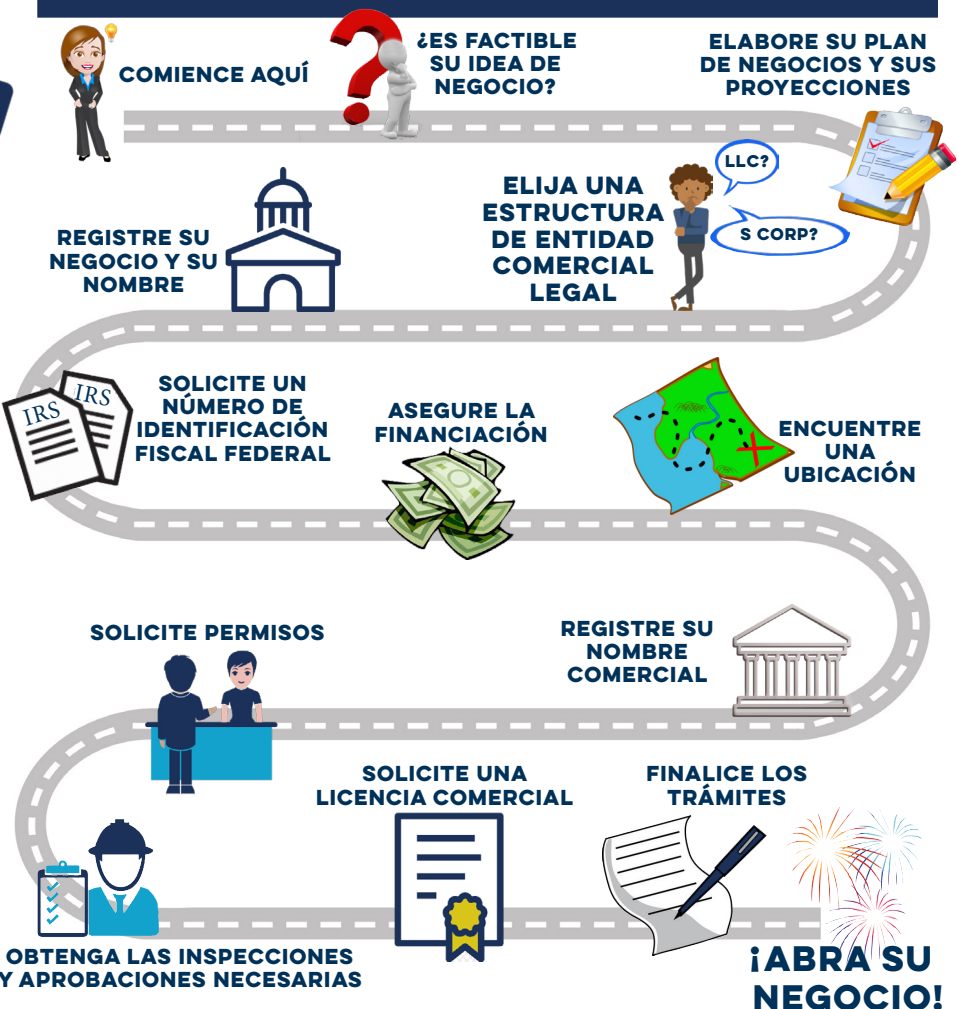 COMIENCE AQUÍ
¿ES FACTIBLE
SU IDEA DE
NEGOCIO?
ELABORE SU PLAN
DE NEGOCIOS Y SUS
PROYECCIONES
LLC?
S CORP?
ELIJA UNA
ESTRUCTURA
DE ENTIDAD
COMERCIAL
LEGAL
REGISTRE SU
NEGOCIO Y SU
NOMBRE
IRS
IRS
SOLICITE UN
NÚMERO DE
IDENTIFICACIÓN
FISCAL FEDERAL
ASEGURE LA
FINANCIACIÓN
ENCUENTRE
UNA
UBICACIÓN
REGISTRE SU
NOMBRE
COMERCIAL
SOLICITE PERMISOS
OBTENGA LAS INSPECCIONES
Y APROBACIONES NECESARIAS
SOLICITE UNA
LICENCIA COMERCIAL
FINALICE LOS
TRÁMITES
¡ABRA SU
NEGOCIO!